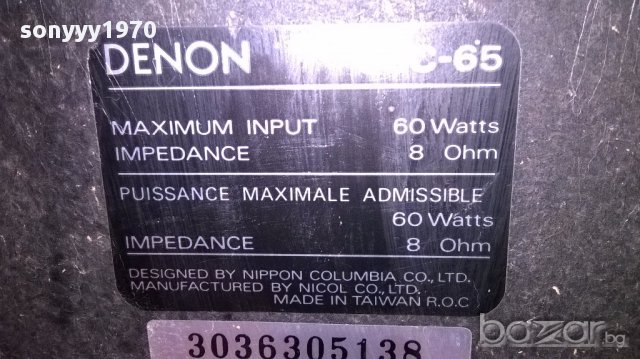 sonyyy1970
DENON C-65
MAXIMUM INPUT 60 Watts
IMPEDANCE 8 Ohm
PUISSANCE MAXIMALE ADMISSIBLE
60 Watts
IMPEDANCE 8 Ohm
DESIGNED BY NIPPON COLUMBIA CO., LTD.
MANUFACTURED BY NICOL CO., LTD.
MADE IN TAIWAN R.O.C
3036305138
bazar.bg